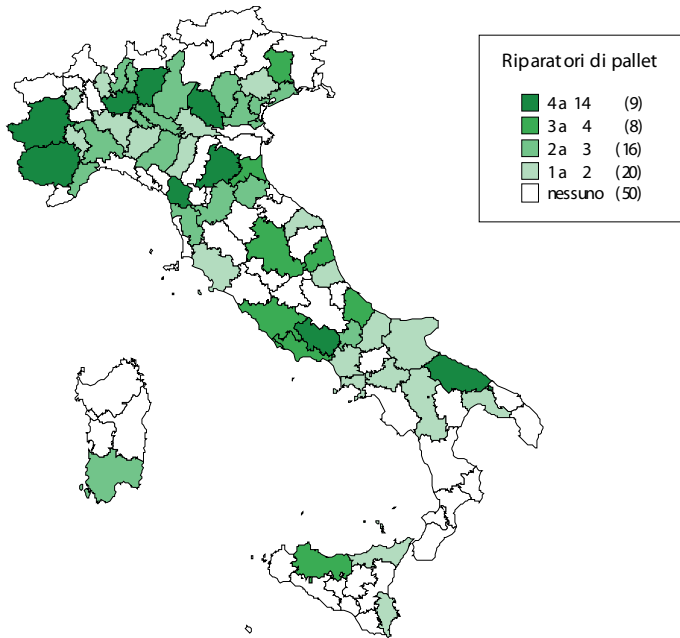 Riparatori di pallet
4 a 14 (9)
3 a 4 (8)
2 a 3 (16)
1 a 2 (20)
nessuno (50)